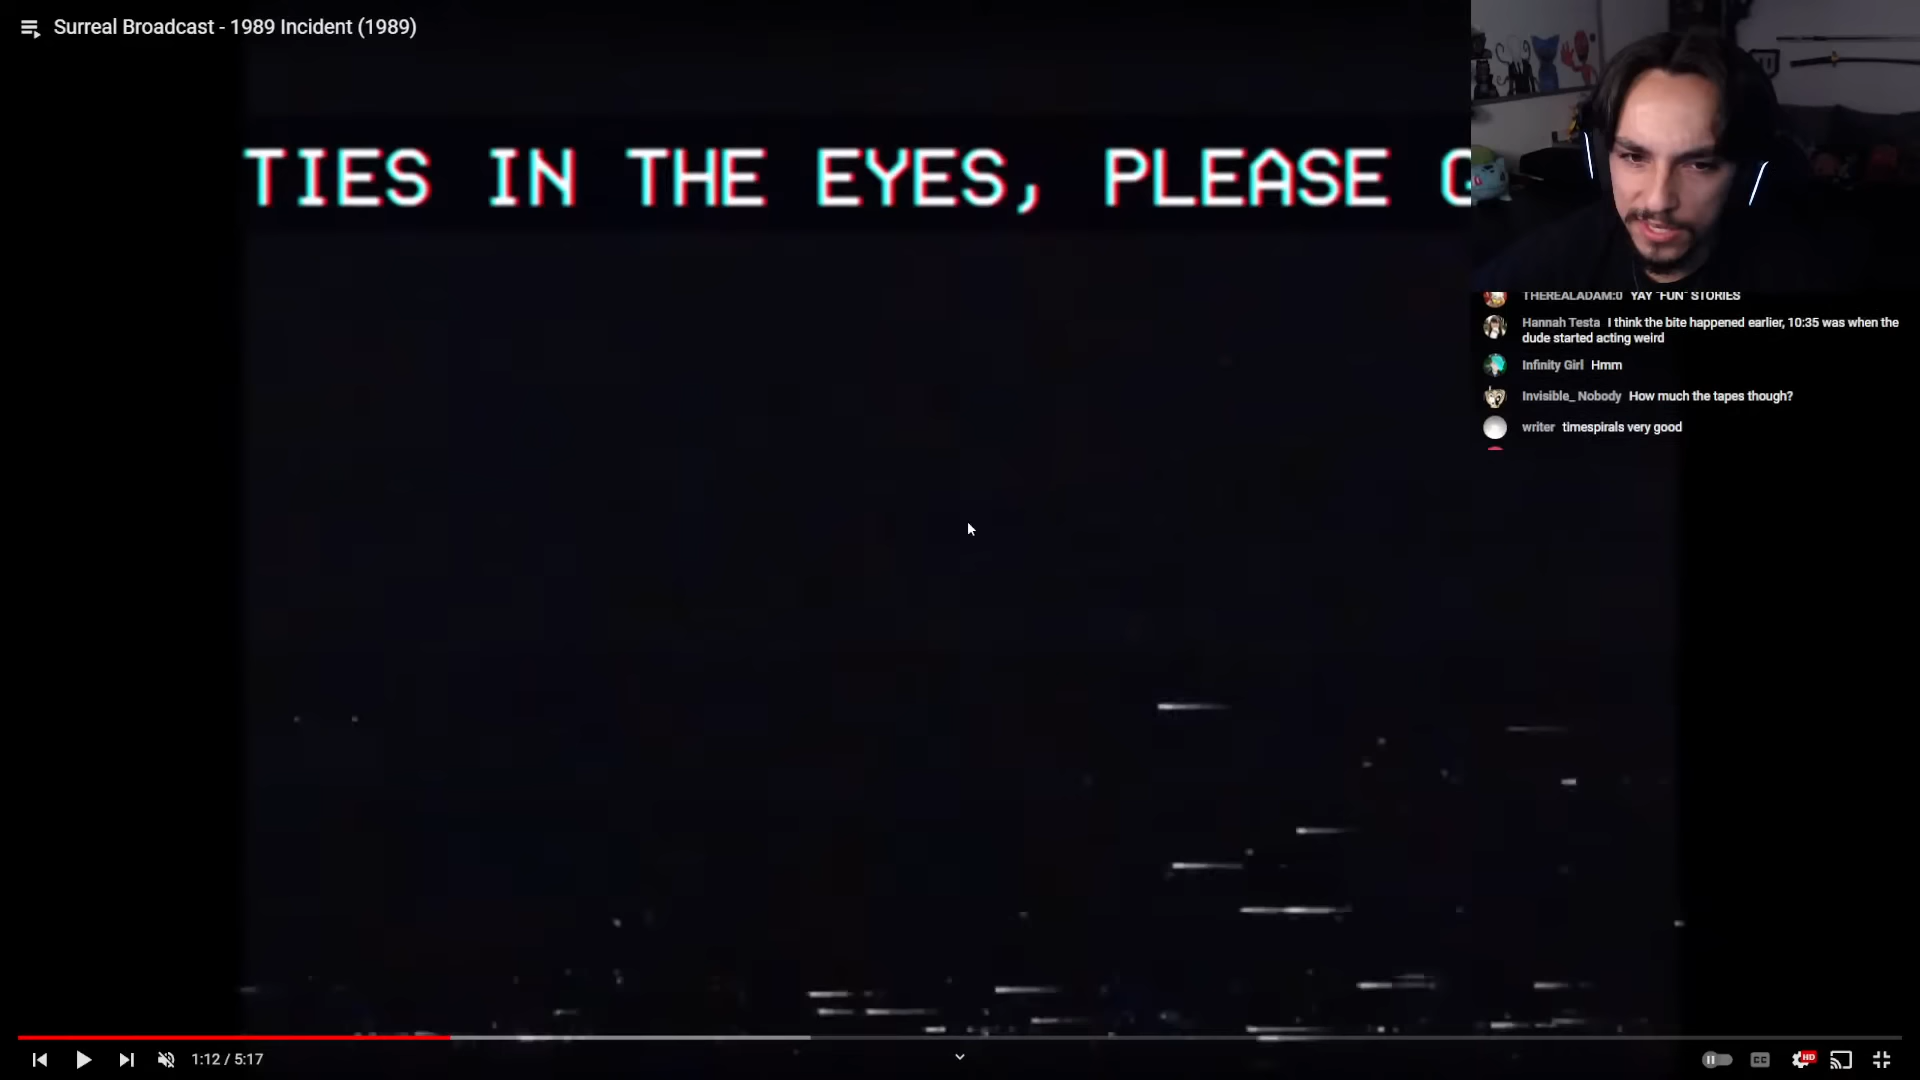 Surreal Broadcast - 1989 Incident (1989)
TIES IN THE EYES, PLEASE
THEREALADAM:0 YAY "FUN" STORIES
Hannah Testa I think the bite happened earlier, 10:35 was when the
dude started acting weird
Infinity Girl Hmm
Invisible_ Nobody How much the tapes though?
writer timespirals very good
1:12 / 5:17
CC
HD